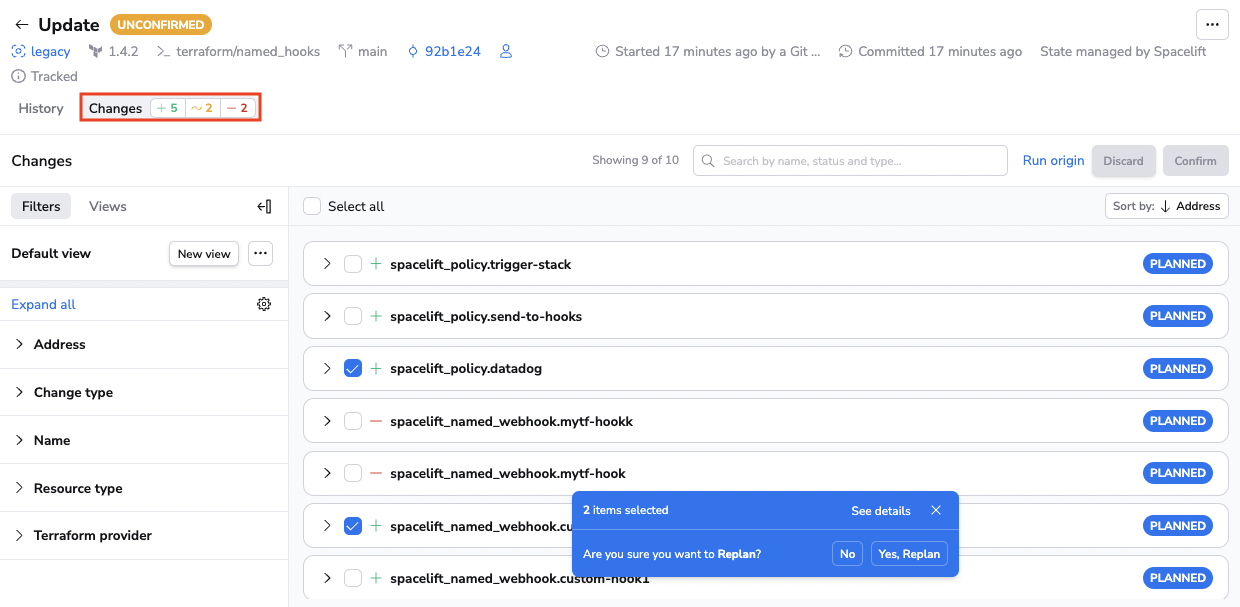 Update UNCONFIRMED
legacy 1.4.2 terraform/named_hooks main 92b1e24 Started 17 minutes ago by a Git ... Committed 17 minutes ago State managed by Spacelift
Tracked
History Changes + 5 ~ 2 − 2
Changes Showing 9 of 10 Search by name, status and type... Run origin Discard Confirm
Filters Views Select all Sort by: ↓ Address
Default view New view ...
Expand all
Address
Change type
Name
Resource type
Terraform provider
+ spacelift_policy.trigger-stack PLANNED
+ spacelift_policy.send-to-hooks PLANNED
+ spacelift_policy.datadog PLANNED
− spacelift_named_webhook.mytf-hookk PLANNED
− spacelift_named_webhook.mytf-hook PLANNED
+ spacelift_named_webhook.cu PLANNED
+ spacelift_named_webhook.custom-hook1 PLANNED
2 items selected See details
Are you sure you want to Replan? No Yes, Replan